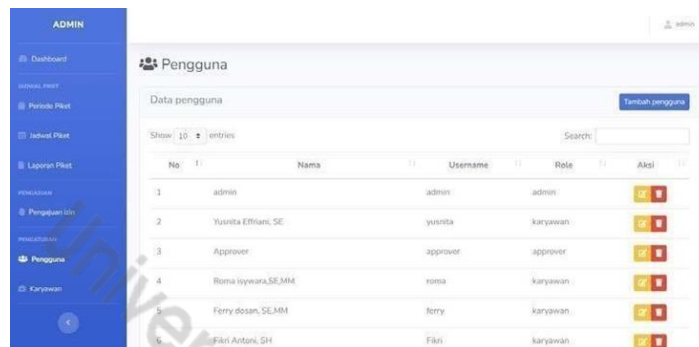 ADMIN
admin
Dashboard
JADWAL PIKET
Periode Piket
Jadwal Piket
Laporan Piket
PENGAJUAN
Pengajuan izin
PENGATURAN
Pengguna
Karyawan
Pengguna
Data pengguna
Tambah pengguna
Show 10 entries
Search:
No Nama Username Role Aksi
1 admin admin admin
2 Yusnita Effriani, SE yusnita karyawan
3 Approver approver approver
4 Roma isywara,SE,MM roma karyawan
5 Ferry dosan, SE,MM ferry karyawan
6 Fikri Antoni, SH Fikri karyawan
Univer